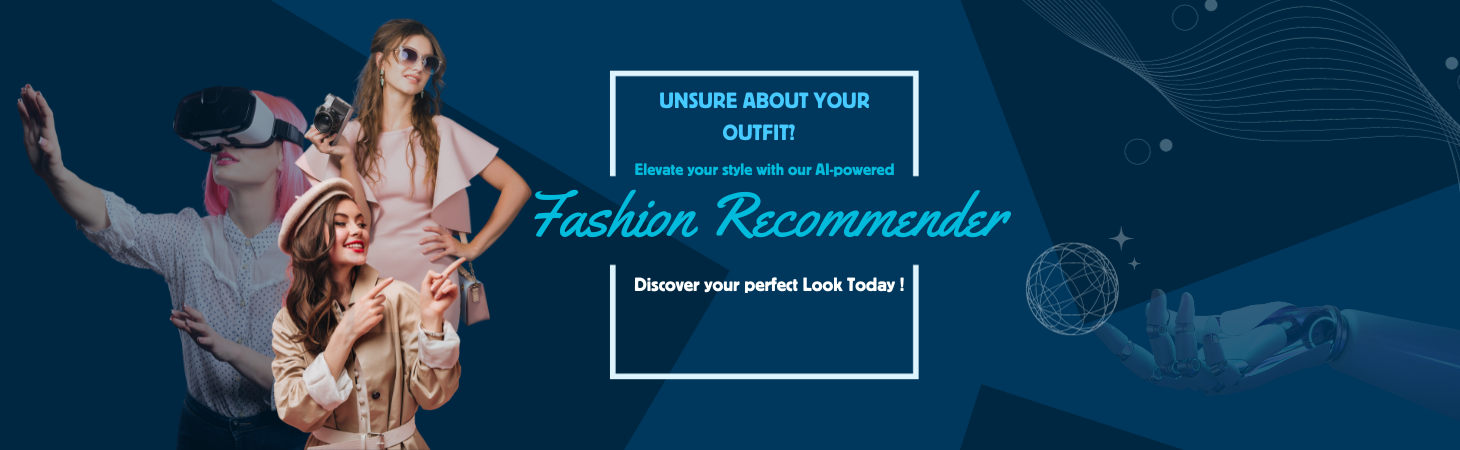 UNSURE ABOUT YOUR
OUTFIT?
Elevate your style with our AI-powered
Fashion Recommender
Discover your perfect Look Today !